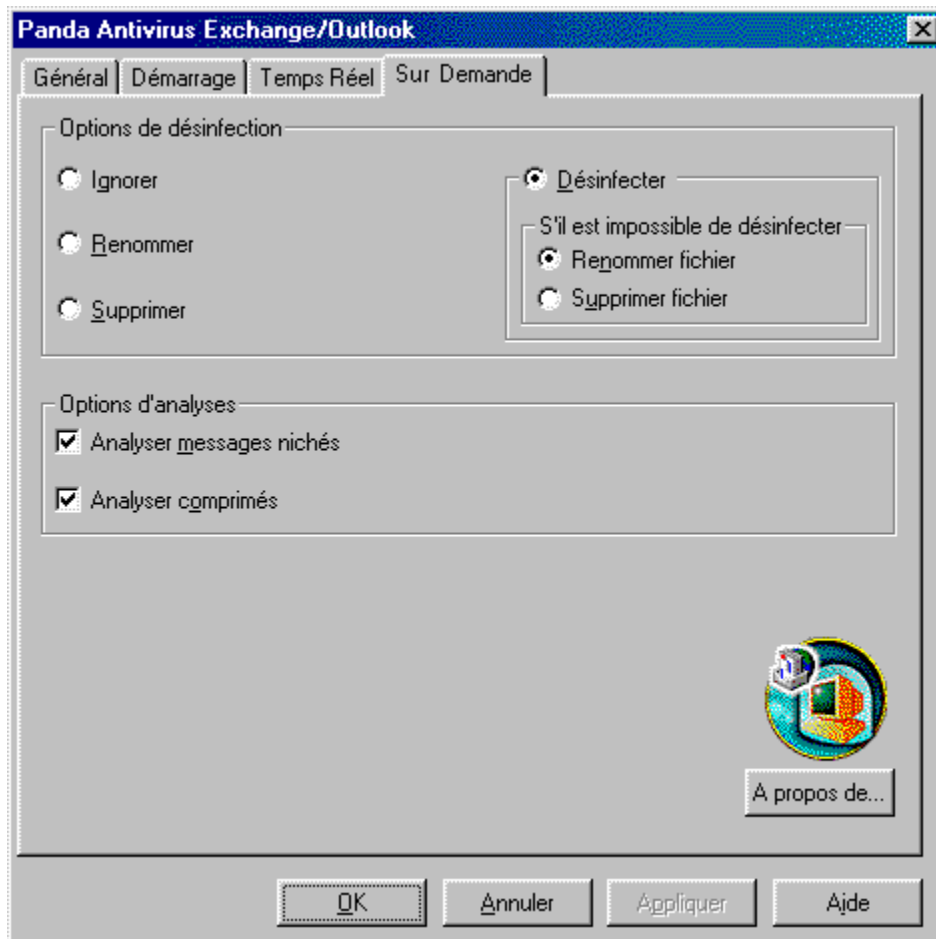 Panda Antivirus Exchange/Outlook
Général Démarrage Temps Réel Sur Demande
Options de désinfection
Ignorer
Renommer
Supprimer
Désinfecter
S'il est impossible de désinfecter
Renommer fichier
Supprimer fichier
Options d'analyses
Analyser messages nichés
Analyser comprimés
A propos de...
OK Annuler Appliquer Aide